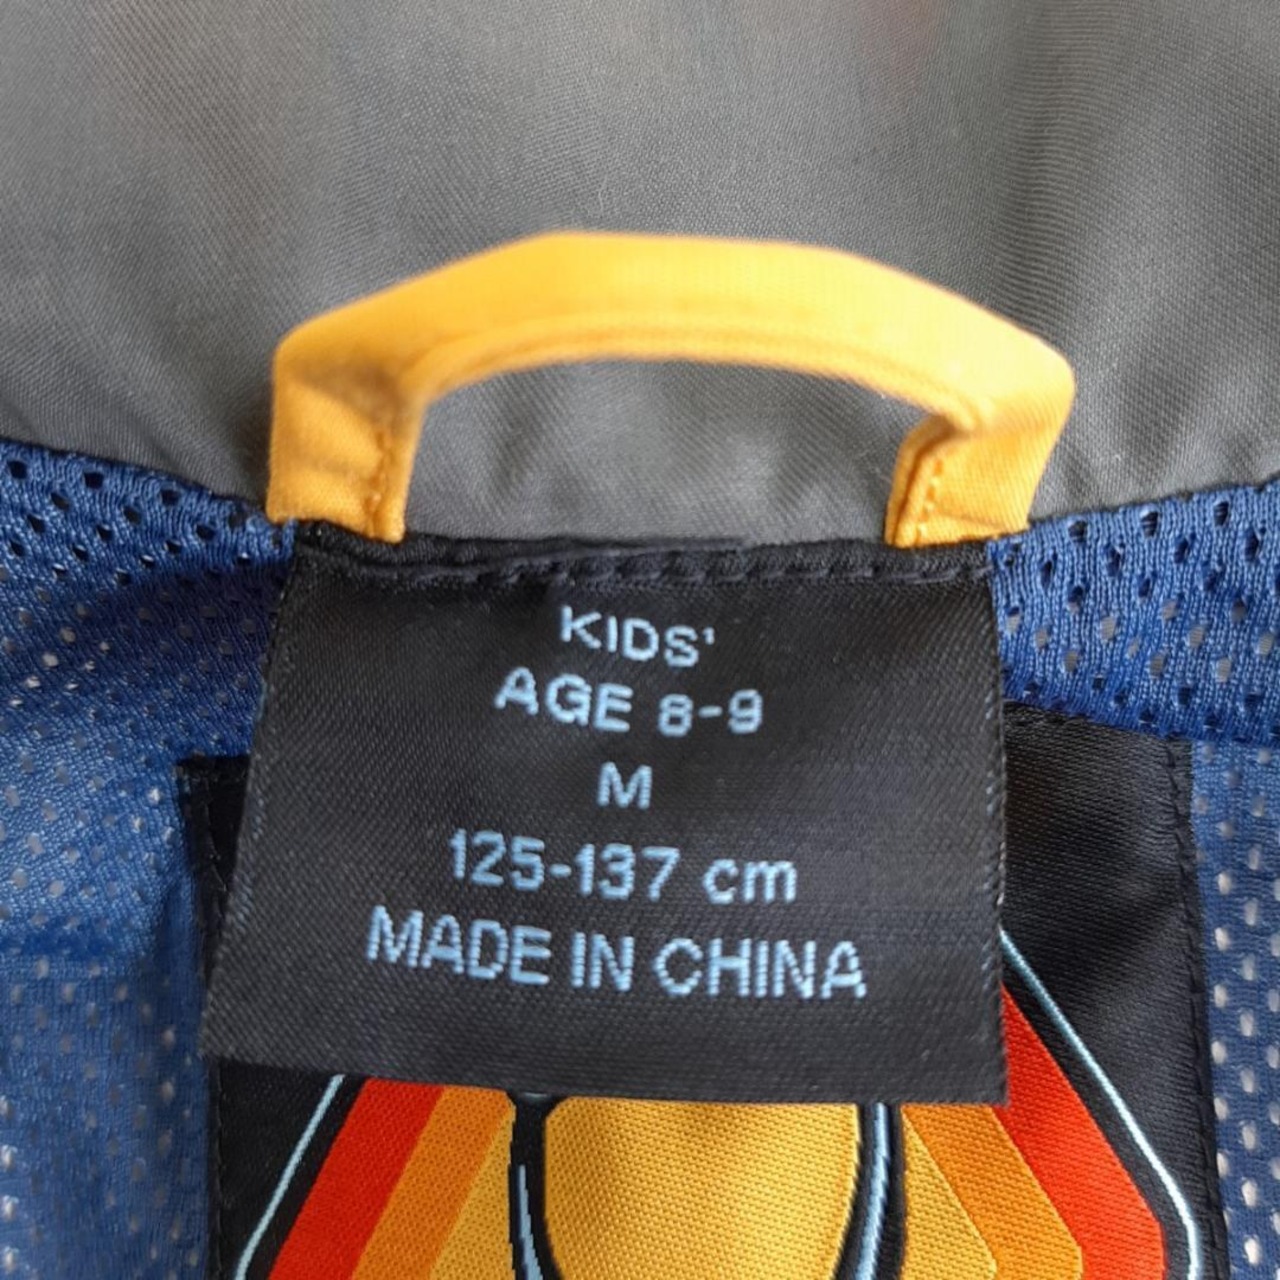 KIDS'
AGE 8-9
M
125-137 cm
MADE IN CHINA